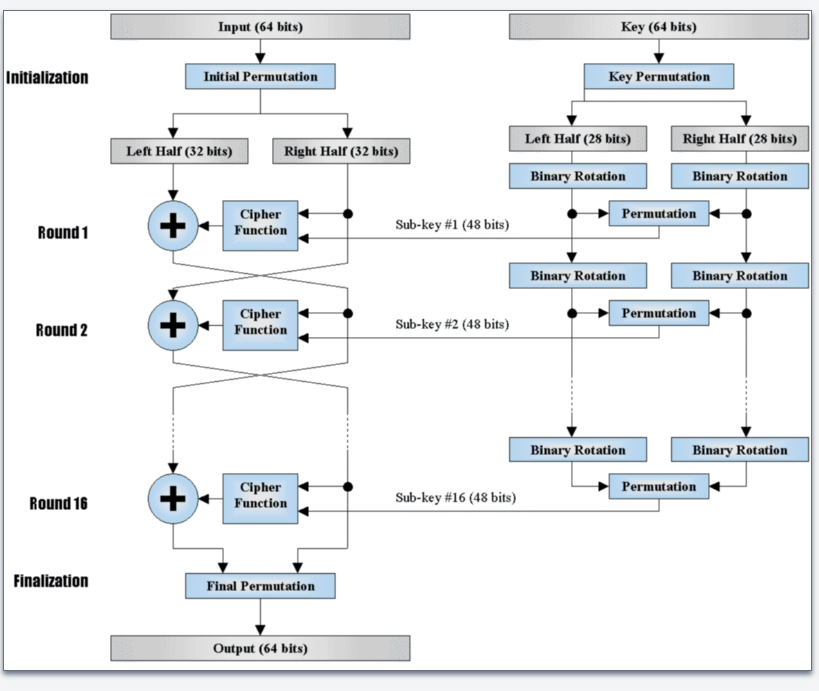 Input (64 bits)
Key (64 bits)
Initialization
Initial Permutation
Key Permutation
Left Half (32 bits)
Right Half (32 bits)
Left Half (28 bits)
Right Half (28 bits)
Binary Rotation
Binary Rotation
Round 1
Cipher
Function
Sub-key #1 (48 bits)
Permutation
Binary Rotation
Binary Rotation
Round 2
Cipher
Function
Sub-key #2 (48 bits)
Permutation
Binary Rotation
Binary Rotation
Round 16
Cipher
Function
Sub-key #16 (48 bits)
Permutation
Finalization
Final Permutation
Output (64 bits)